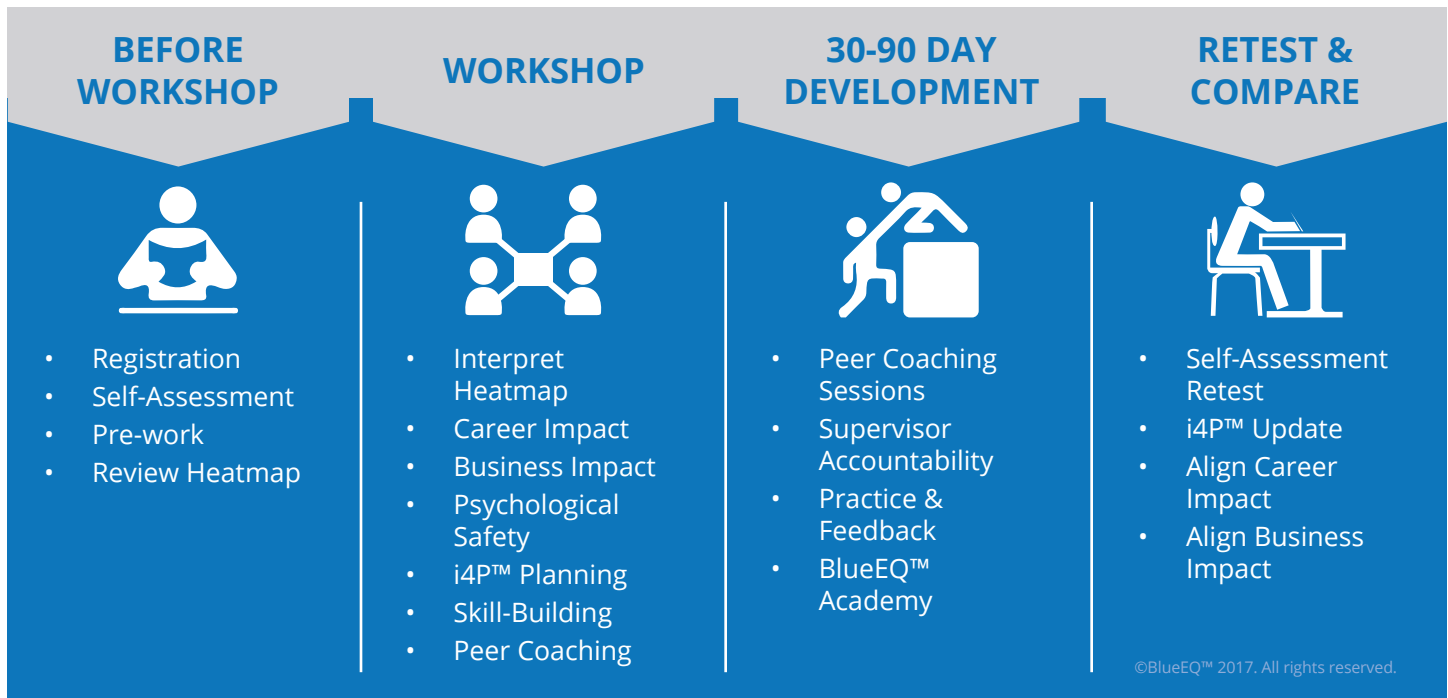 BEFORE
WORKSHOP
• Registration
• Self-Assessment
• Pre-work
• Review Heatmap
WORKSHOP
• Interpret
Heatmap
• Career Impact
• Business Impact
• Psychological
Safety
• i4P™ Planning
• Skill-Building
• Peer Coaching
30-90 DAY
DEVELOPMENT
• Peer Coaching
Sessions
• Supervisor
Accountability
• Practice &
Feedback
• BlueEQ™
Academy
RETEST &
COMPARE
• Self-Assessment
Retest
• i4P™ Update
• Align Career
Impact
• Align Business
Impact
©BlueEQ™ 2017. All rights reserved.